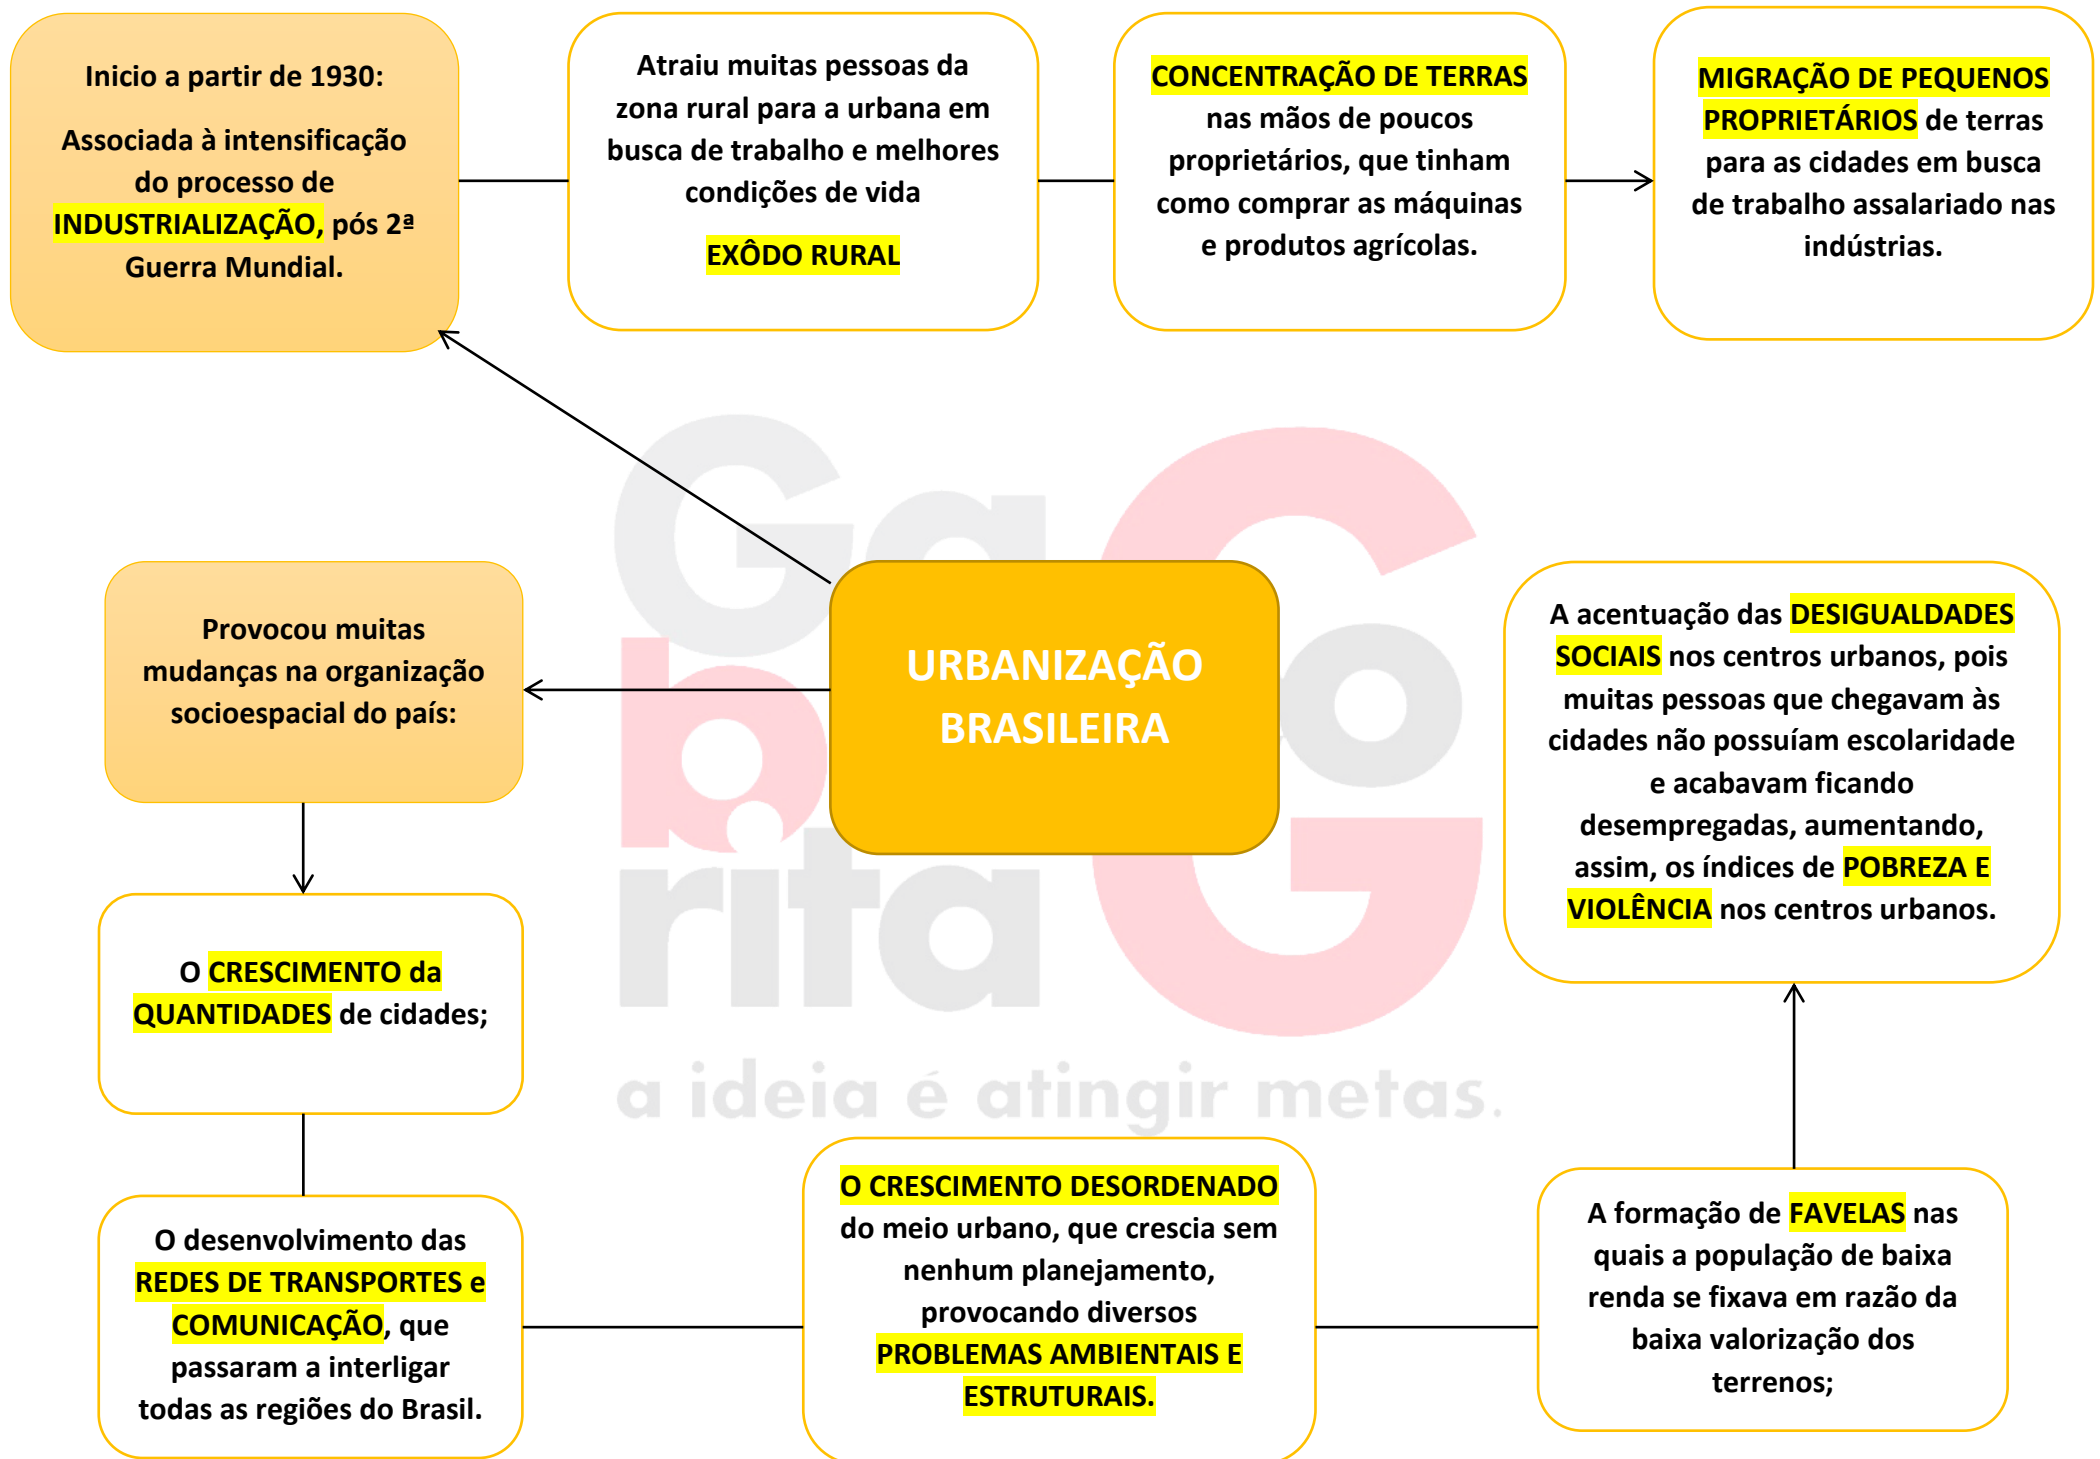 Inicio a partir de 1930:
Associada à intensificação
do processo de
INDUSTRIALIZAÇÃO, pós 2ª
Guerra Mundial.
Atraiu muitas pessoas da
zona rural para a urbana em
busca de trabalho e melhores
condições de vida
EXÔDO RURAL
CONCENTRAÇÃO DE TERRAS
nas mãos de poucos
proprietários, que tinham
como comprar as máquinas
e produtos agrícolas.
MIGRAÇÃO DE PEQUENOS
PROPRIETÁRIOS de terras
para as cidades em busca
de trabalho assalariado nas
indústrias.
URBANIZAÇÃO
BRASILEIRA
Provocou muitas
mudanças na organização
socioespacial do país:
O CRESCIMENTO da
QUANTIDADES de cidades;
O desenvolvimento das
REDES DE TRANSPORTES e
COMUNICAÇÃO, que
passaram a interligar
todas as regiões do Brasil.
O CRESCIMENTO DESORDENADO
do meio urbano, que crescia sem
nenhum planejamento,
provocando diversos
PROBLEMAS AMBIENTAIS E
ESTRUTURAIS.
A formação de FAVELAS nas
quais a população de baixa
renda se fixava em razão da
baixa valorização dos
terrenos;
A acentuação das DESIGUALDADES
SOCIAIS nos centros urbanos, pois
muitas pessoas que chegavam às
cidades não possuíam escolaridade
e acabavam ficando
desempregadas, aumentando,
assim, os índices de POBREZA E
VIOLÊNCIA nos centros urbanos.
Ga
b
rita
G
o
a ideia é atingir metas.